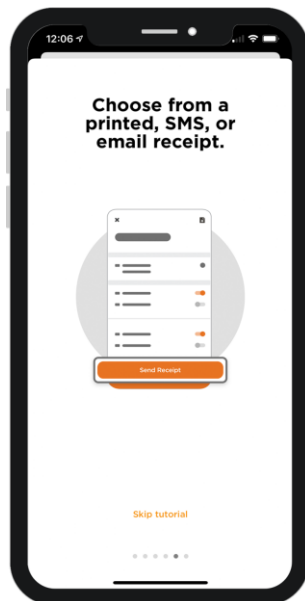 12:06
Choose from a
printed, SMS, or
email receipt.
Send Receipt
Skip tutorial